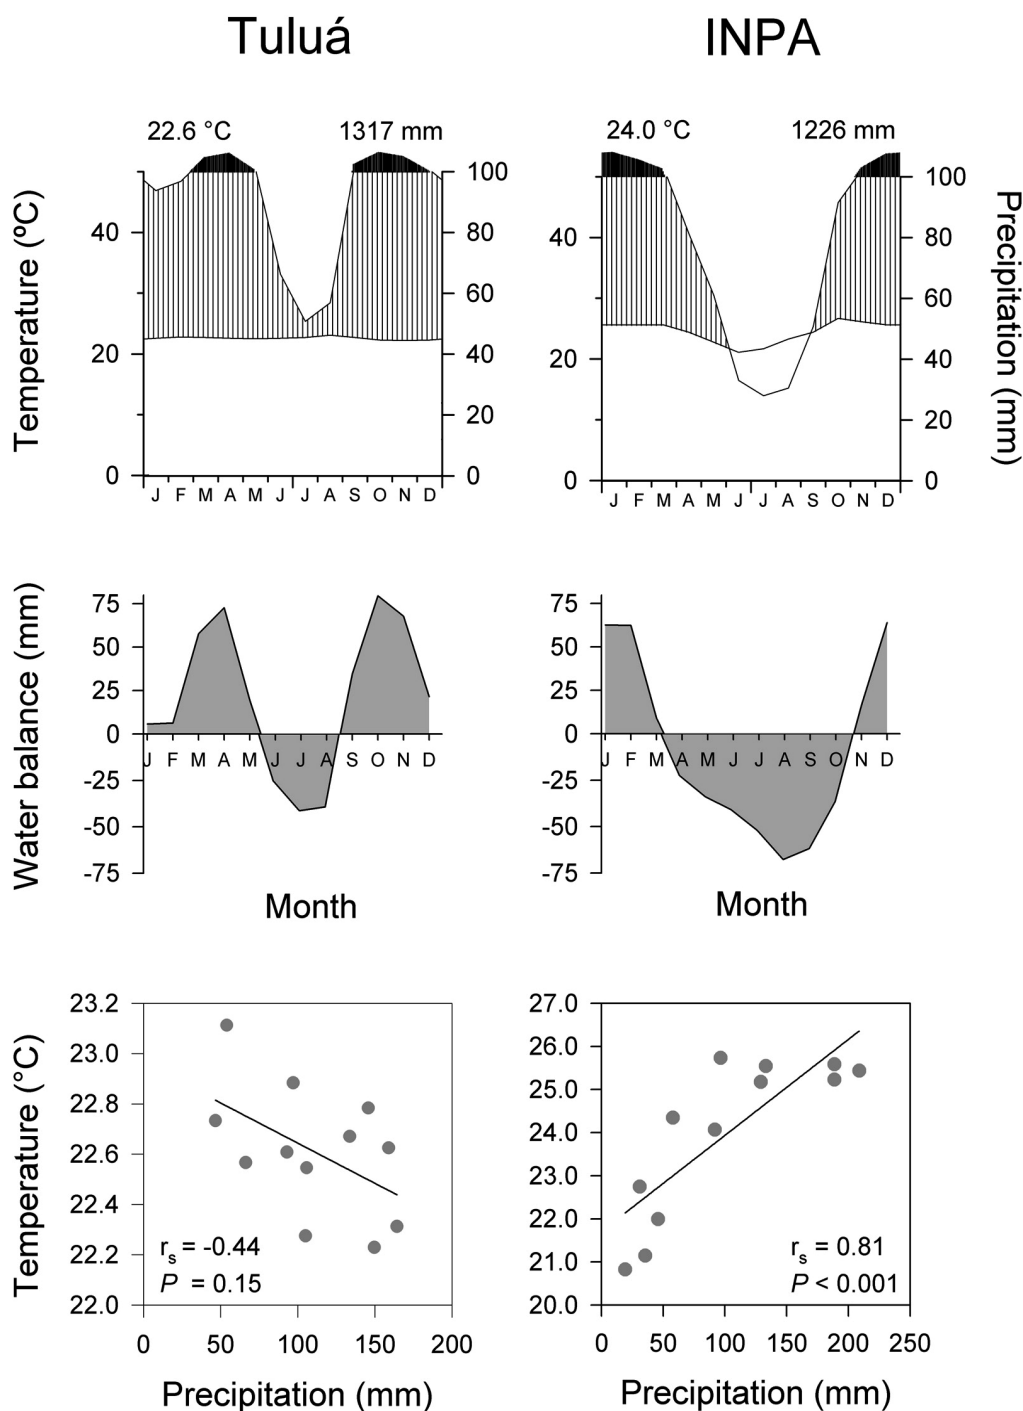 Tuluá
INPA
22.6 °C 1317 mm
24.0 °C 1226 mm
Temperature (ºC)
40
20
0
100
80
60
40
20
0
J F M A M J J A S O N D
40
20
0
100
80
60
40
20
0
J F M A M J J A S O N D
Precipitation (mm)
Water balance (mm)
75
50
25
0
-25
-50
-75
J F M A M J J A S O N D
Month
75
50
25
0
-25
-50
-75
J F M A M J J A S O N D
Month
Temperature (°C)
23.2
23.0
22.8
22.6
22.4
22.2
22.0
rs = -0.44
P = 0.15
0 50 100 150 200
Precipitation (mm)
27.0
26.0
25.0
24.0
23.0
22.0
21.0
20.0
rs = 0.81
P < 0.001
0 50 100 150 200 250
Precipitation (mm)